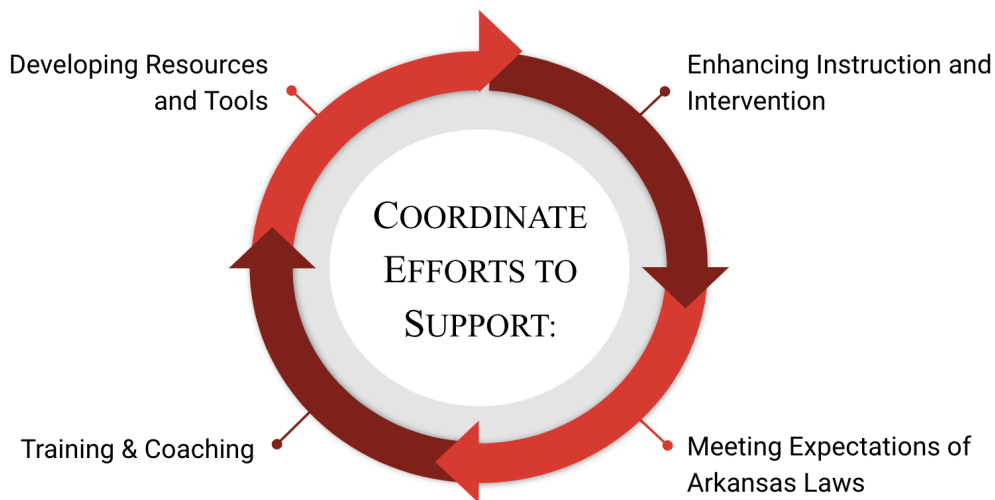 Developing Resources
and Tools
Enhancing Instruction and
Intervention
COORDINATE
EFFORTS TO
SUPPORT:
Training & Coaching
Meeting Expectations of
Arkansas Laws